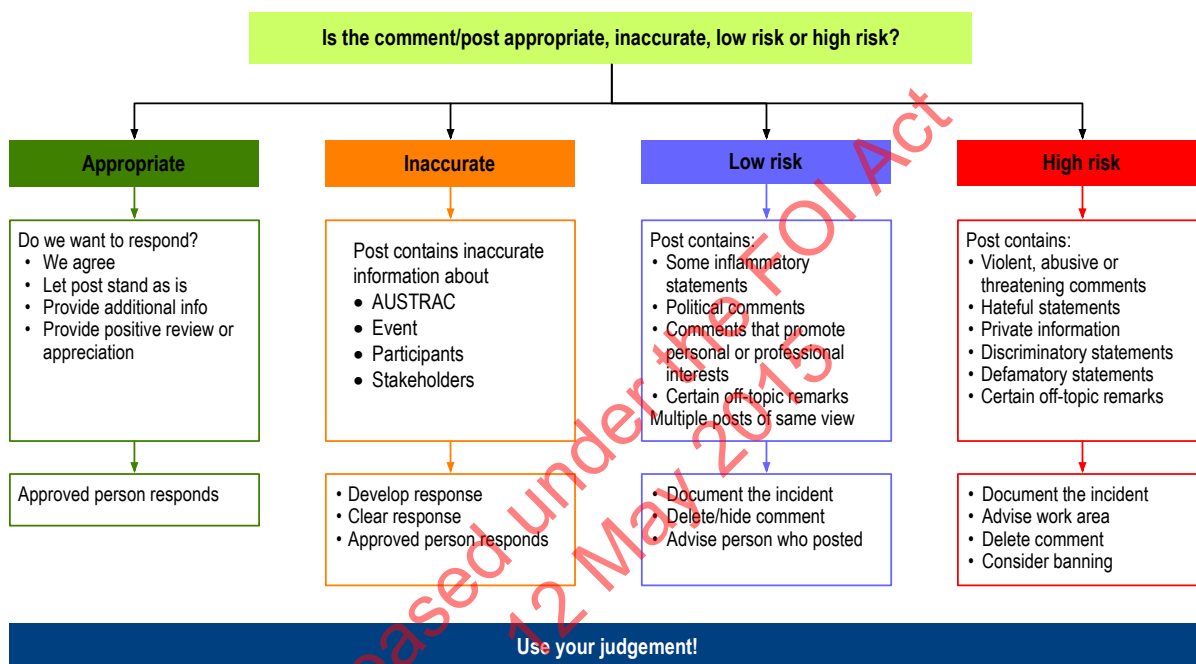 Is the comment/post appropriate, inaccurate, low risk or high risk?
Appropriate
Do we want to respond?
• We agree
• Let post stand as is
• Provide additional info
• Provide positive review or
appreciation
Approved person responds
Inaccurate
Post contains inaccurate
information about
• AUSTRAC
• Event
• Participants
• Stakeholders
• Develop response
• Clear response
• Approved person responds
Low risk
Post contains:
• Some inflammatory
statements
• Political comments
• Comments that promote
personal or professional
interests
• Certain off-topic remarks
Multiple posts of same view
• Document the incident
• Delete/hide comment
• Advise person who posted
High risk
Post contains:
• Violent, abusive or
threatening comments
• Hateful statements
• Private information
• Discriminatory statements
• Defamatory statements
• Certain off-topic remarks
• Document the incident
• Advise work area
• Delete comment
• Consider banning
Use your judgement!
eased under the FOI Act
12 May 2015